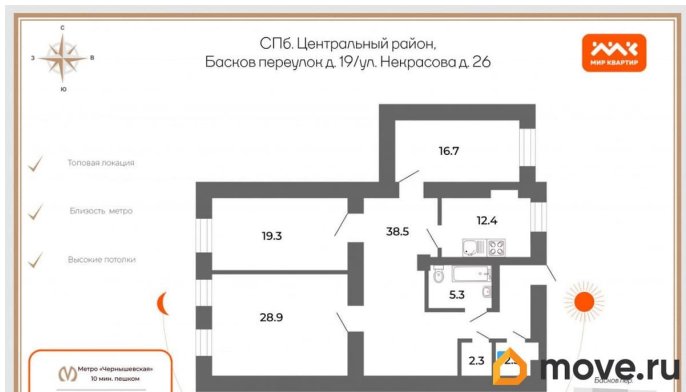 С
З В
Ю
СПб. Центральный район,
Басков переулок д. 19/ул. Некрасова д. 26
МИР КВАРТИР
Топовая локация
Близость метро
Высокие потолки
16.7
19.3
38.5
12.4
28.9
5.3
2.3
Метро «Чернышевская»
10 мин. пешком
move.ru
Басков пер.